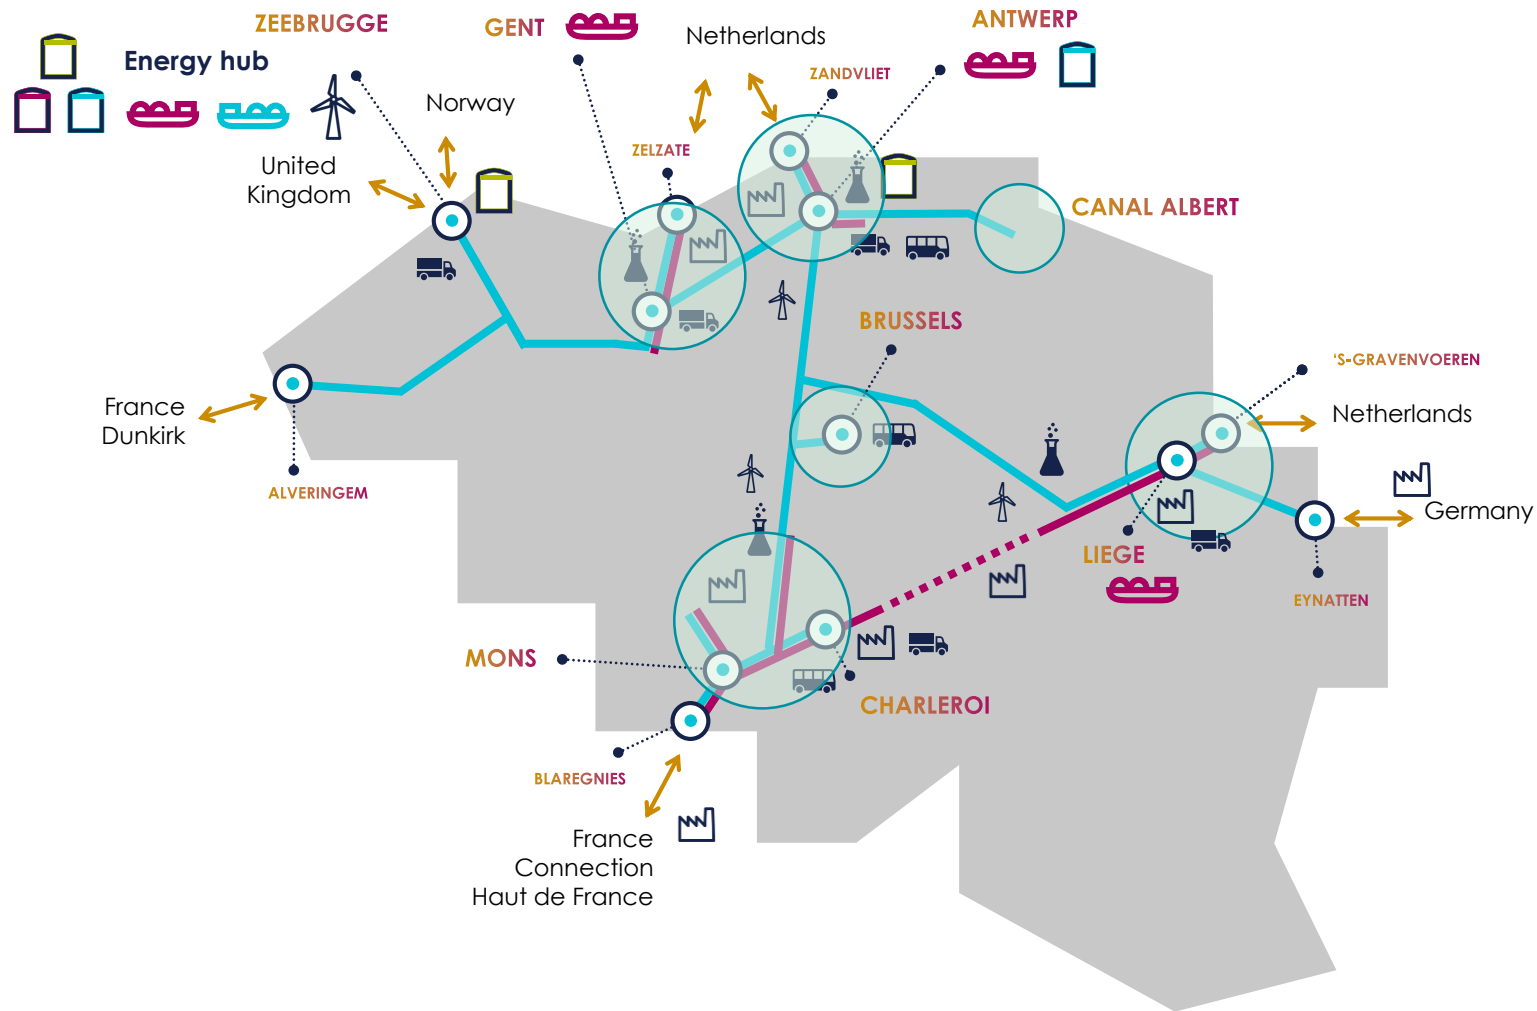 ZEEBRUGGE
GENT
ANTWERP
Netherlands
Energy hub
ZANDVLIET
Norway
ZELZATE
United
Kingdom
CANAL ALBERT
BRUSSELS
'S-GRAVENVOEREN
France
Dunkirk
Netherlands
ALVERINGEM
Germany
LIEGE
EYNATTEN
MONS
CHARLEROI
BLAREGNIES
France
Connection
Haut de France